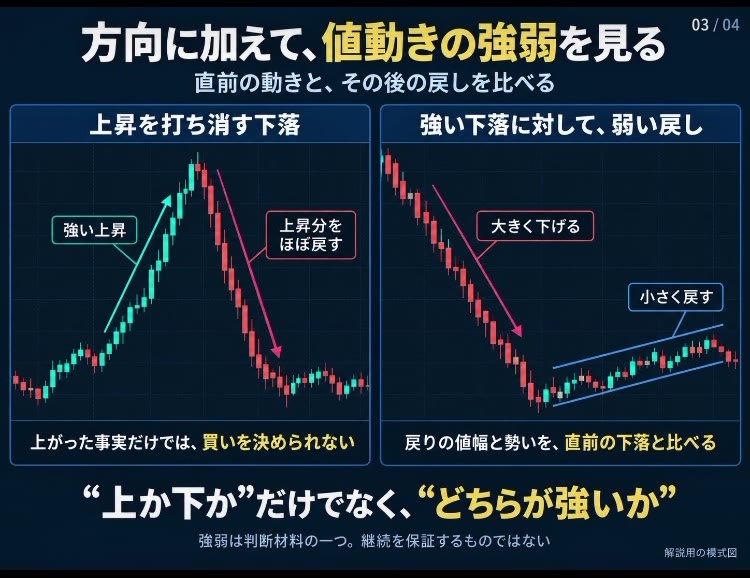 方向に加えて、値動きの強弱を見る
03 / 04
直前の動きと、その後の戻しを比べる
上昇を打ち消す下落
強い上昇
上昇分を
ほぼ戻す
上がった事実だけでは、買いを決められない
強い下落に対して、弱い戻し
大きく下げる
小さく戻す
戻りの値幅と勢いを、直前の下落と比べる
“上か下か”だけでなく、“どちらが強いか”
強弱は判断材料の一つ。継続を保証するものではない
解説用の模式図